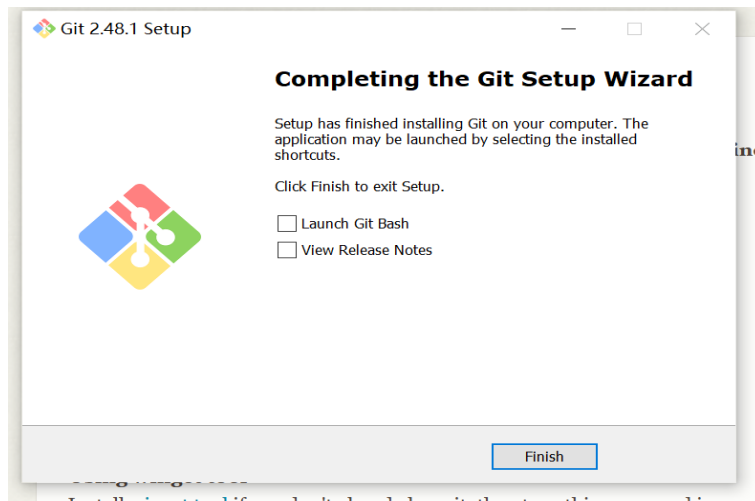 Git 2.48.1 Setup
Completing the Git Setup Wizard
Setup has finished installing Git on your computer. The
application may be launched by selecting the installed
shortcuts.
Click Finish to exit Setup.
Launch Git Bash
View Release Notes
Finish